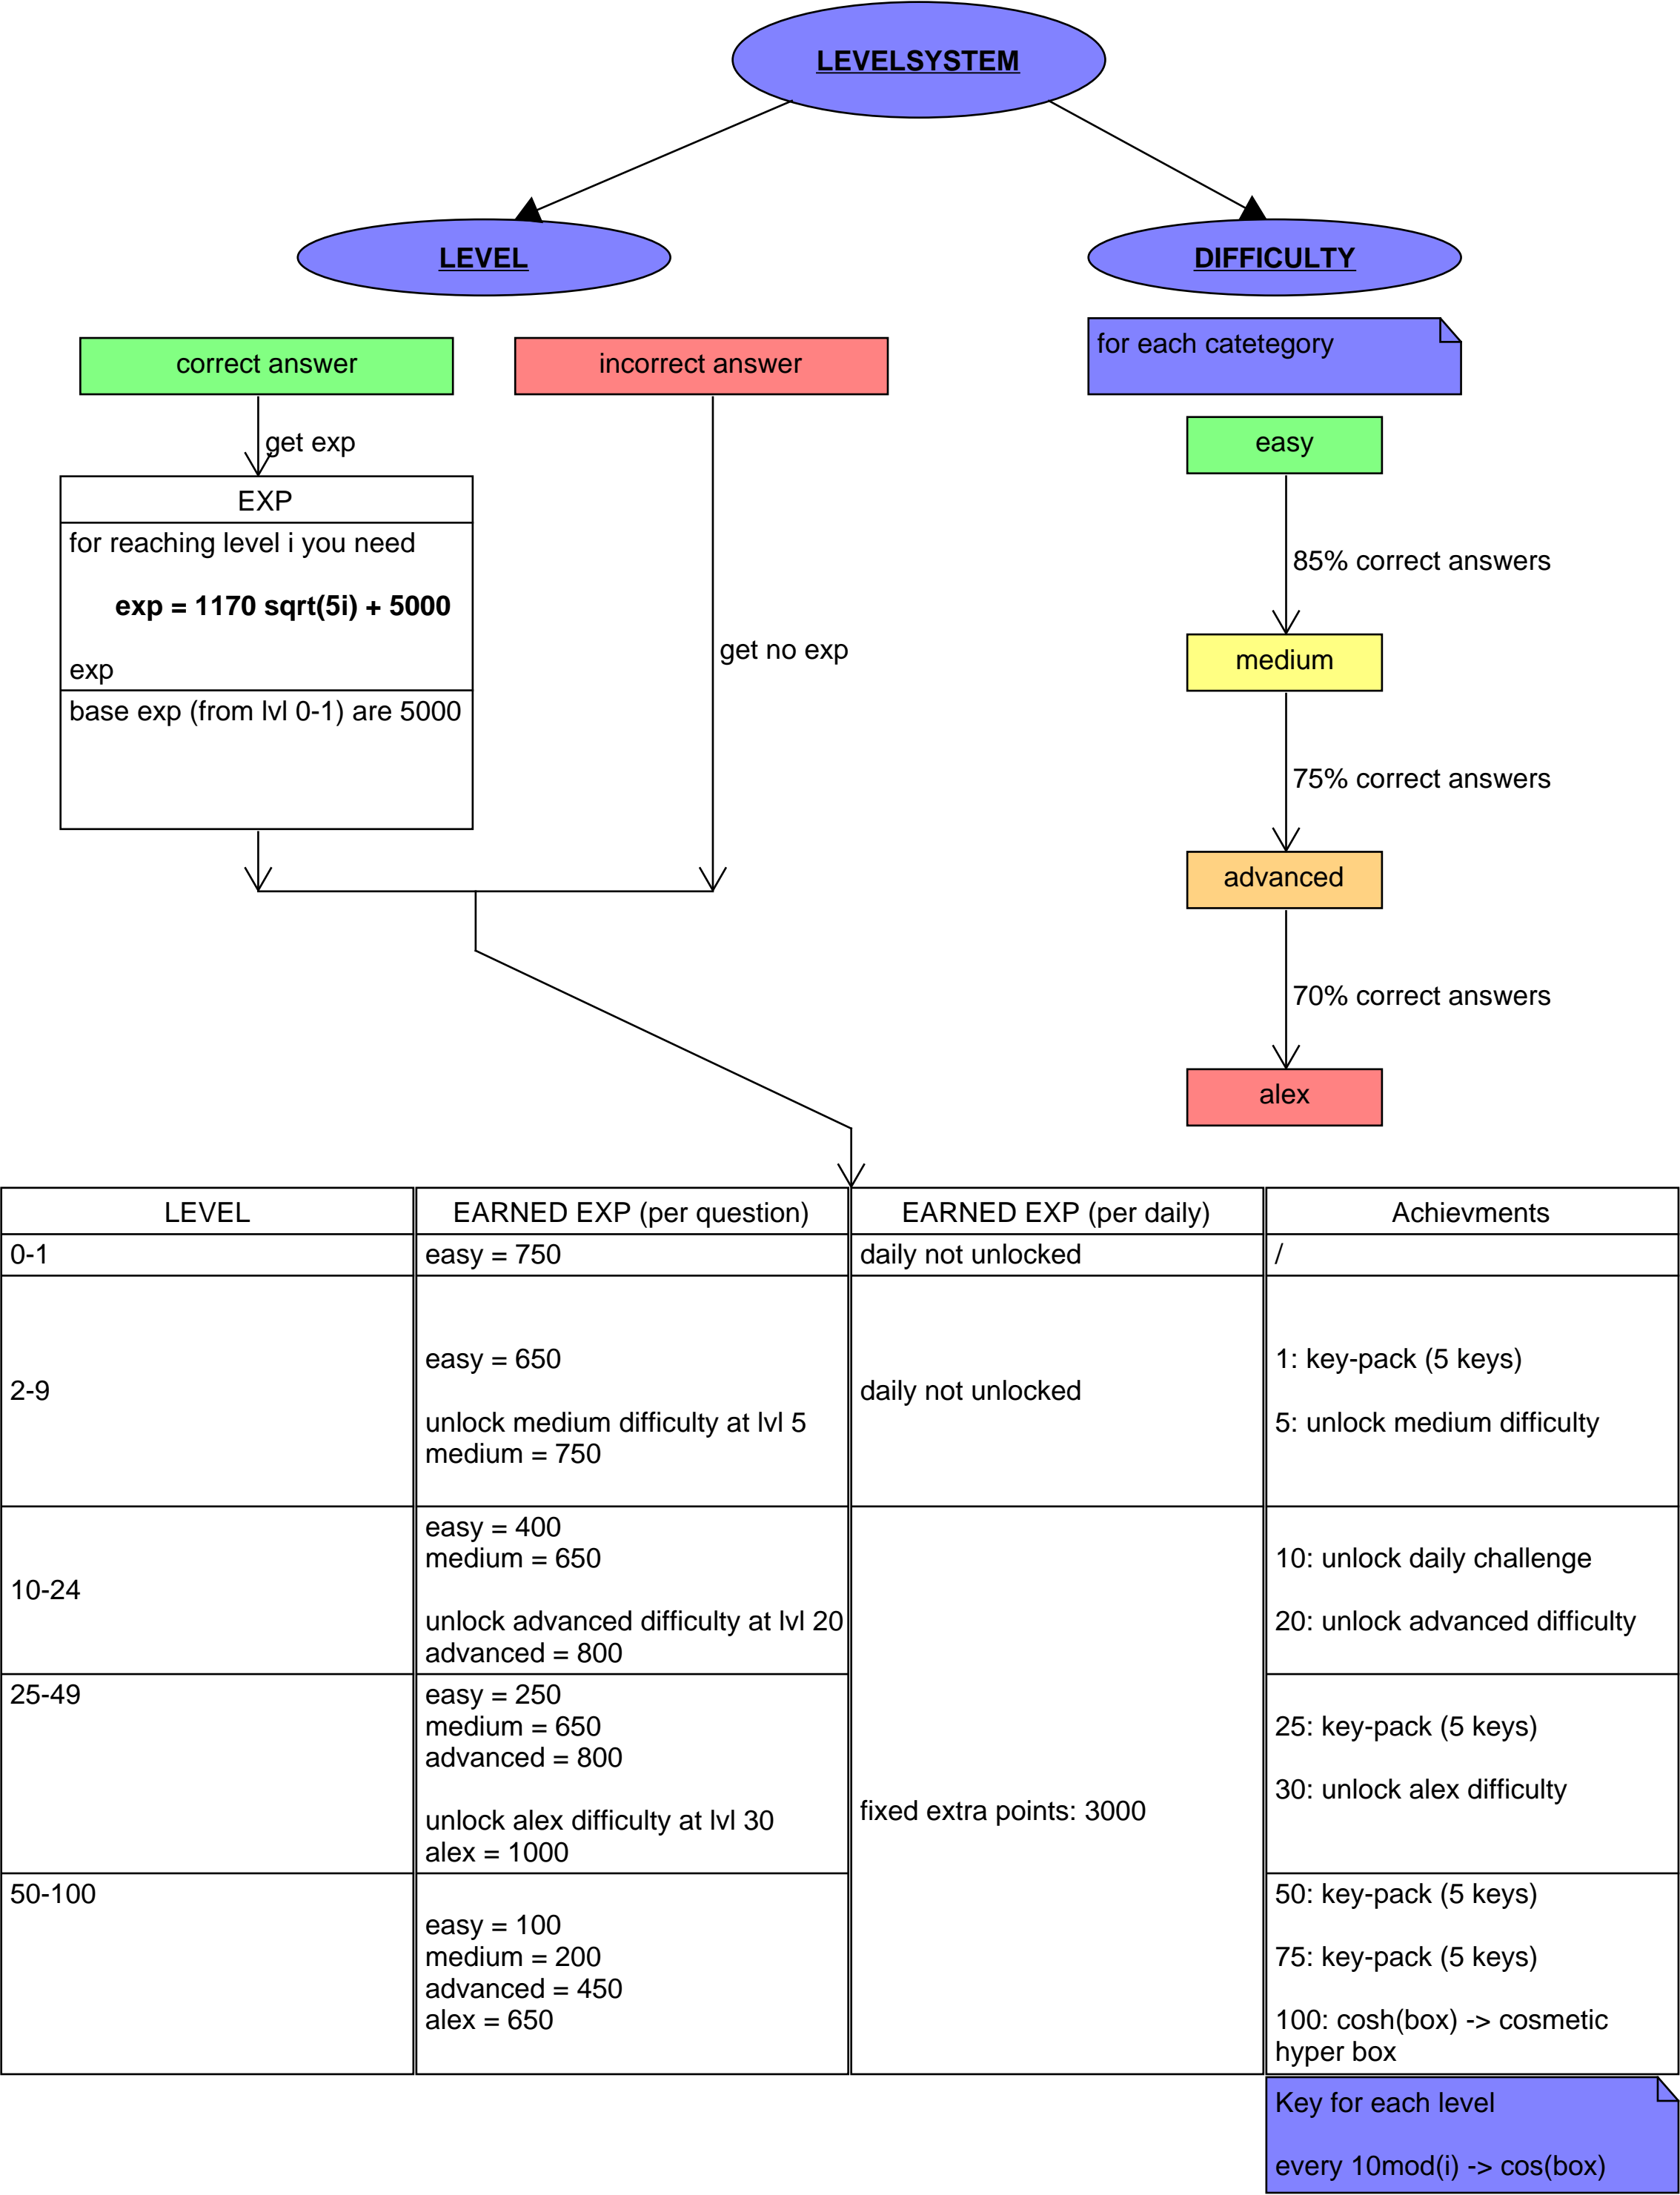 LEVELSYSTEM
LEVEL
DIFFICULTY
correct answer
incorrect answer
for each catetegory
get exp
EXP
for reaching level i you need
exp = 1170 sqrt(5i) + 5000
exp
base exp (from lvl 0-1) are 5000
get no exp
easy
85% correct answers
medium
75% correct answers
advanced
70% correct answers
alex
LEVEL
EARNED EXP (per question)
EARNED EXP (per daily)
Achievments
0-1
easy = 750
daily not unlocked
/
2-9
easy = 650
unlock medium difficulty at lvl 5
medium = 750
daily not unlocked
1: key-pack (5 keys)
5: unlock medium difficulty
10-24
easy = 400
medium = 650
unlock advanced difficulty at lvl 20
advanced = 800
10: unlock daily challenge
20: unlock advanced difficulty
25-49
easy = 250
medium = 650
advanced = 800
unlock alex difficulty at lvl 30
alex = 1000
fixed extra points: 3000
25: key-pack (5 keys)
30: unlock alex difficulty
50-100
easy = 100
medium = 200
advanced = 450
alex = 650
50: key-pack (5 keys)
75: key-pack (5 keys)
100: cosh(box) -> cosmetic
hyper box
Key for each level
every 10mod(i) -> cos(box)